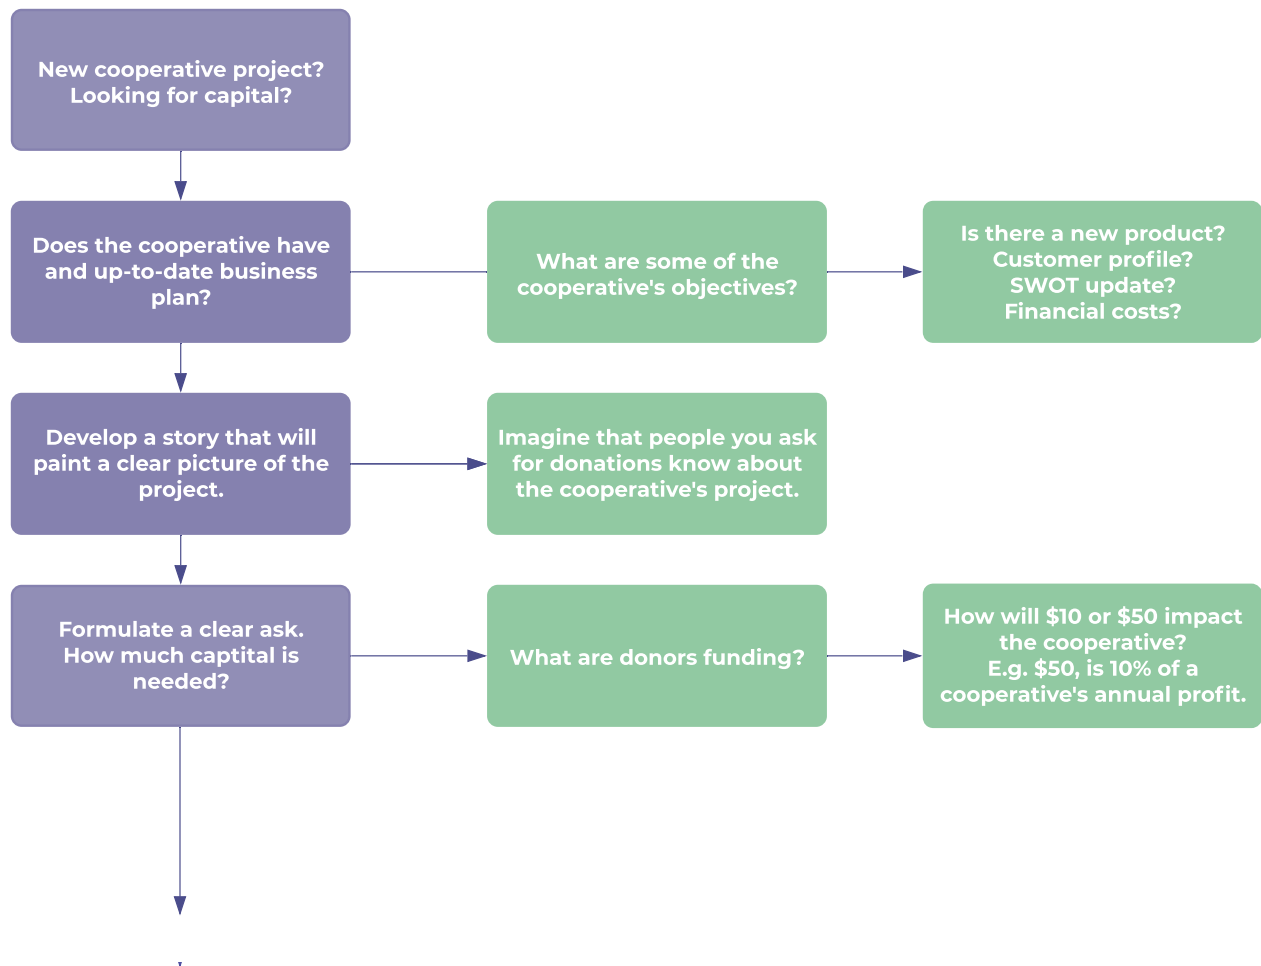 New cooperative project?
Looking for capital?
Does the cooperative have
and up-to-date business
plan?
What are some of the
cooperative's objectives?
Is there a new product?
Customer profile?
SWOT update?
Financial costs?
Develop a story that will
paint a clear picture of the
project.
Imagine that people you ask
for donations know about
the cooperative's project.
Formulate a clear ask.
How much captital is
needed?
What are donors funding?
How will $10 or $50 impact
the cooperative?
E.g. $50, is 10% of a
cooperative's annual profit.